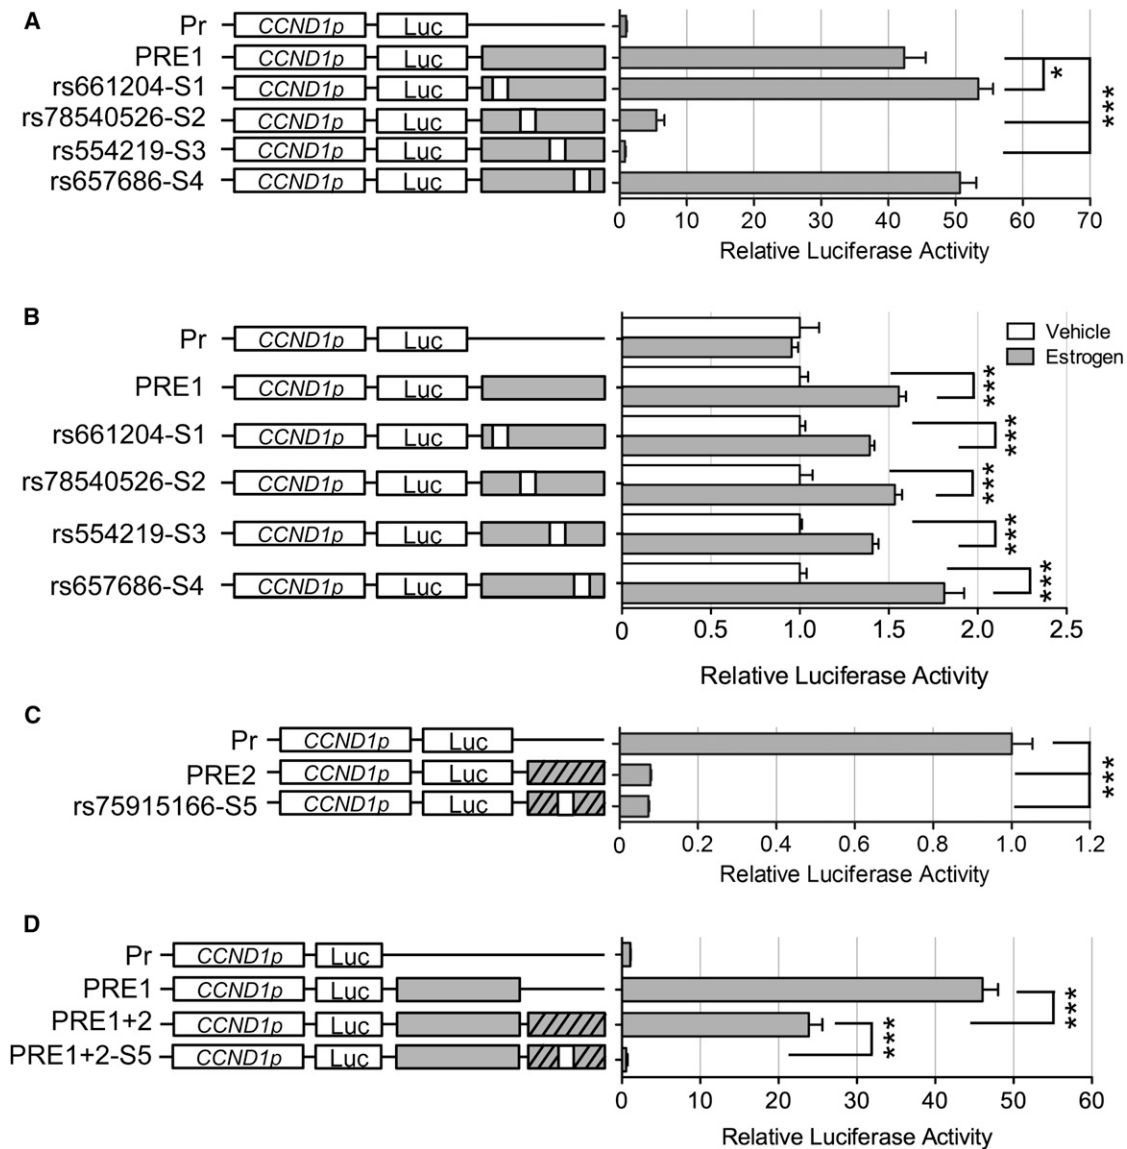 A
Pr CCND1p Luc
PRE1 CCND1p Luc
rs661204-S1 CCND1p Luc *
rs78540526-S2 CCND1p Luc ***
rs554219-S3 CCND1p Luc
rs657686-S4 CCND1p Luc
0 10 20 30 40 50 60 70
Relative Luciferase Activity
B
Pr CCND1p Luc
Vehicle
Estrogen
PRE1 CCND1p Luc ***
rs661204-S1 CCND1p Luc ***
rs78540526-S2 CCND1p Luc ***
rs554219-S3 CCND1p Luc ***
rs657686-S4 CCND1p Luc ***
0 0.5 1.0 1.5 2.0 2.5
Relative Luciferase Activity
C
Pr CCND1p Luc
PRE2 CCND1p Luc ***
rs75915166-S5 CCND1p Luc
0 0.2 0.4 0.6 0.8 1.0 1.2
Relative Luciferase Activity
D
Pr CCND1p Luc
PRE1 CCND1p Luc ***
PRE1+2 CCND1p Luc ***
PRE1+2-S5 CCND1p Luc
0 10 20 30 40 50 60
Relative Luciferase Activity